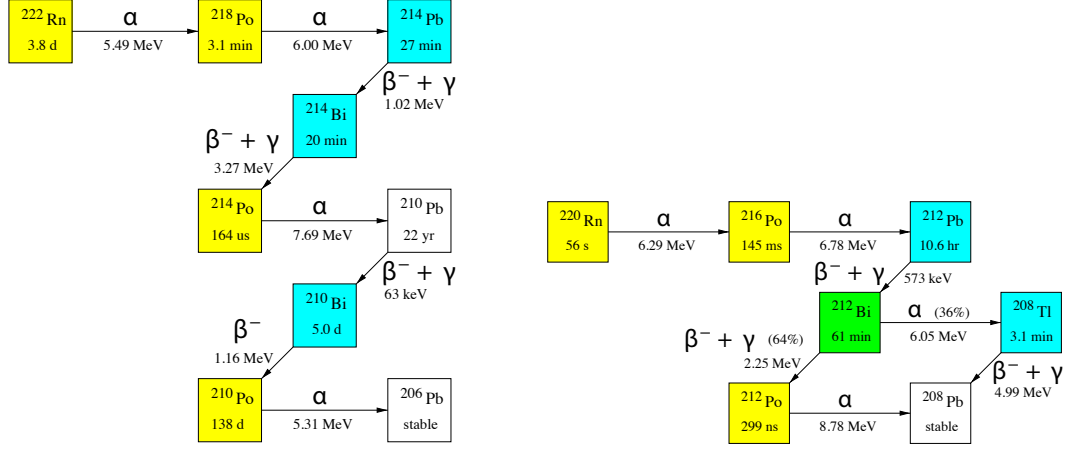 ²²²Rn
3.8 d
α
5.49 MeV
²¹⁸Po
3.1 min
α
6.00 MeV
²¹⁴Pb
27 min
β⁻ + γ
1.02 MeV
²¹⁴Bi
20 min
β⁻ + γ
3.27 MeV
²¹⁴Po
164 us
α
7.69 MeV
²¹⁰Pb
22 yr
β⁻ + γ
63 keV
²¹⁰Bi
5.0 d
β⁻
1.16 MeV
²¹⁰Po
138 d
α
5.31 MeV
²⁰⁶Pb
stable
²²⁰Rn
56 s
α
6.29 MeV
²¹⁶Po
145 ms
α
6.78 MeV
²¹²Pb
10.6 hr
β⁻ + γ
573 keV
²¹²Bi
61 min
α (36%)
6.05 MeV
²⁰⁸Tl
3.1 min
β⁻ + γ (64%)
2.25 MeV
β⁻ + γ
4.99 MeV
²¹²Po
299 ns
α
8.78 MeV
²⁰⁸Pb
stable